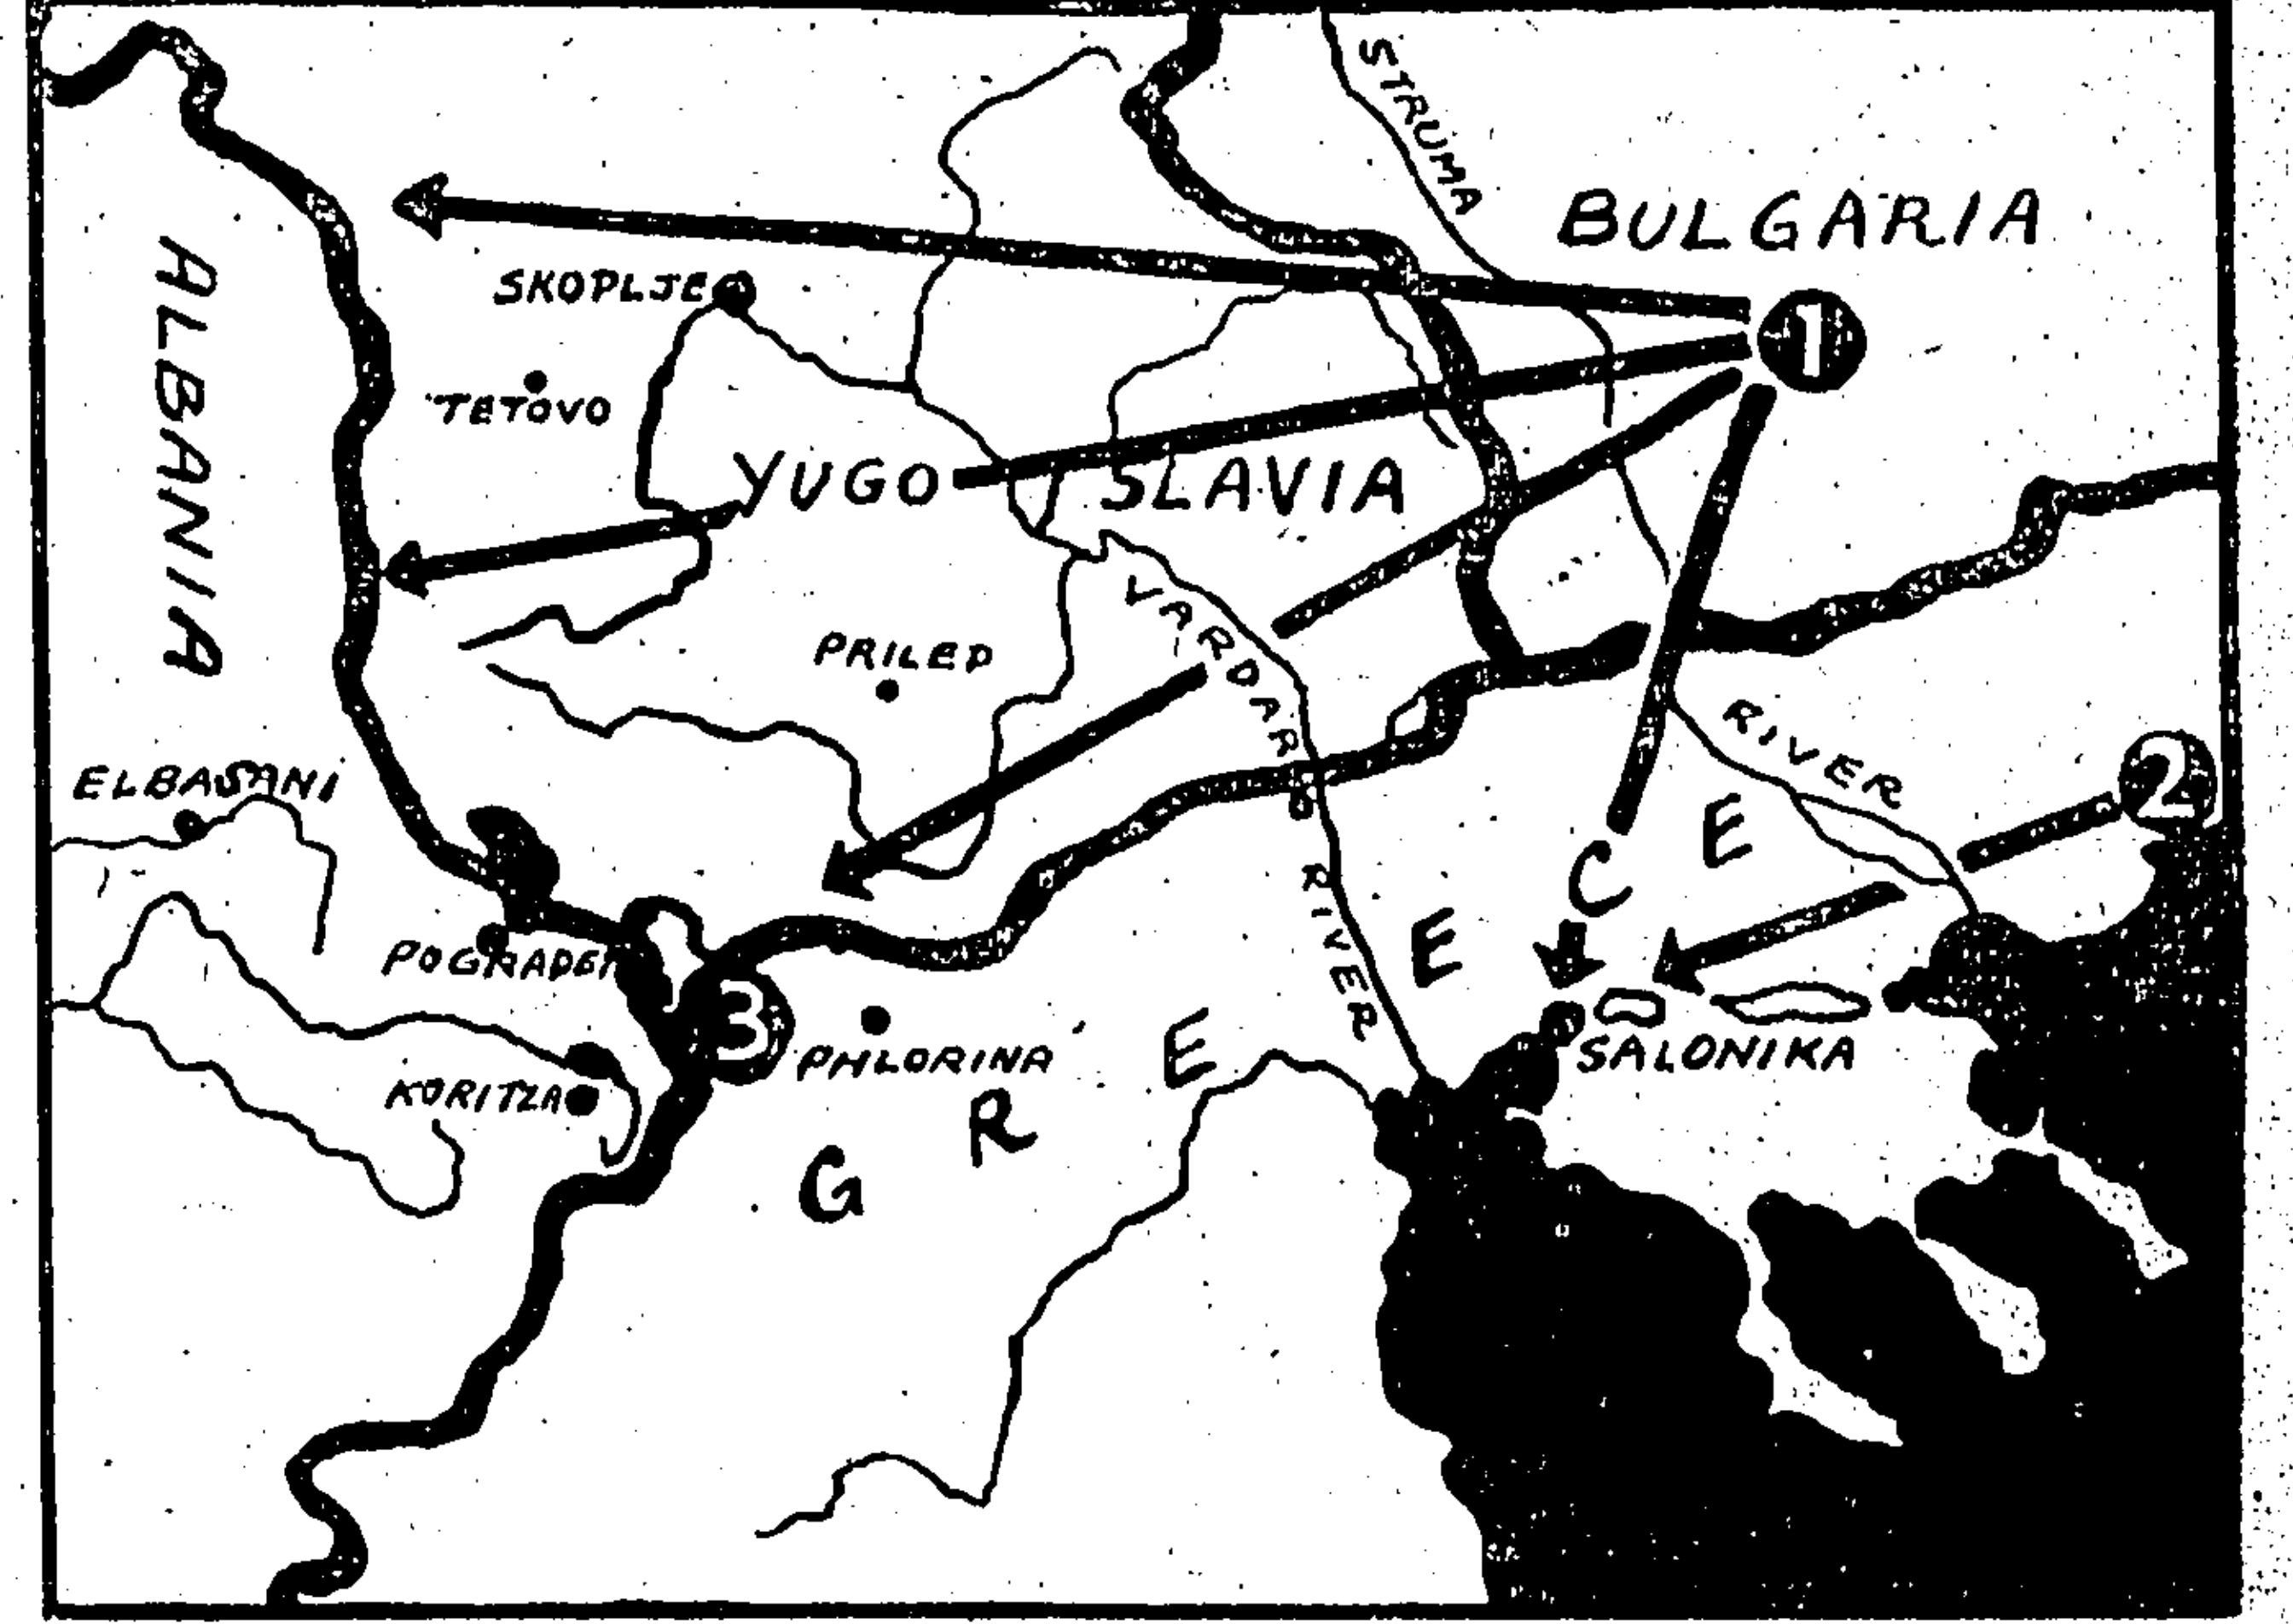 STRUMA
BULGARIA
SKOPLJE
1
ALBANIA
TETOVO
YUGO SLAVIA
VARDAR
PRILEP
RIVER
ELBASANI
2
POGRADEC
RIVER
3
PHLORINA
SALONIKA
KORITZA
GREECE